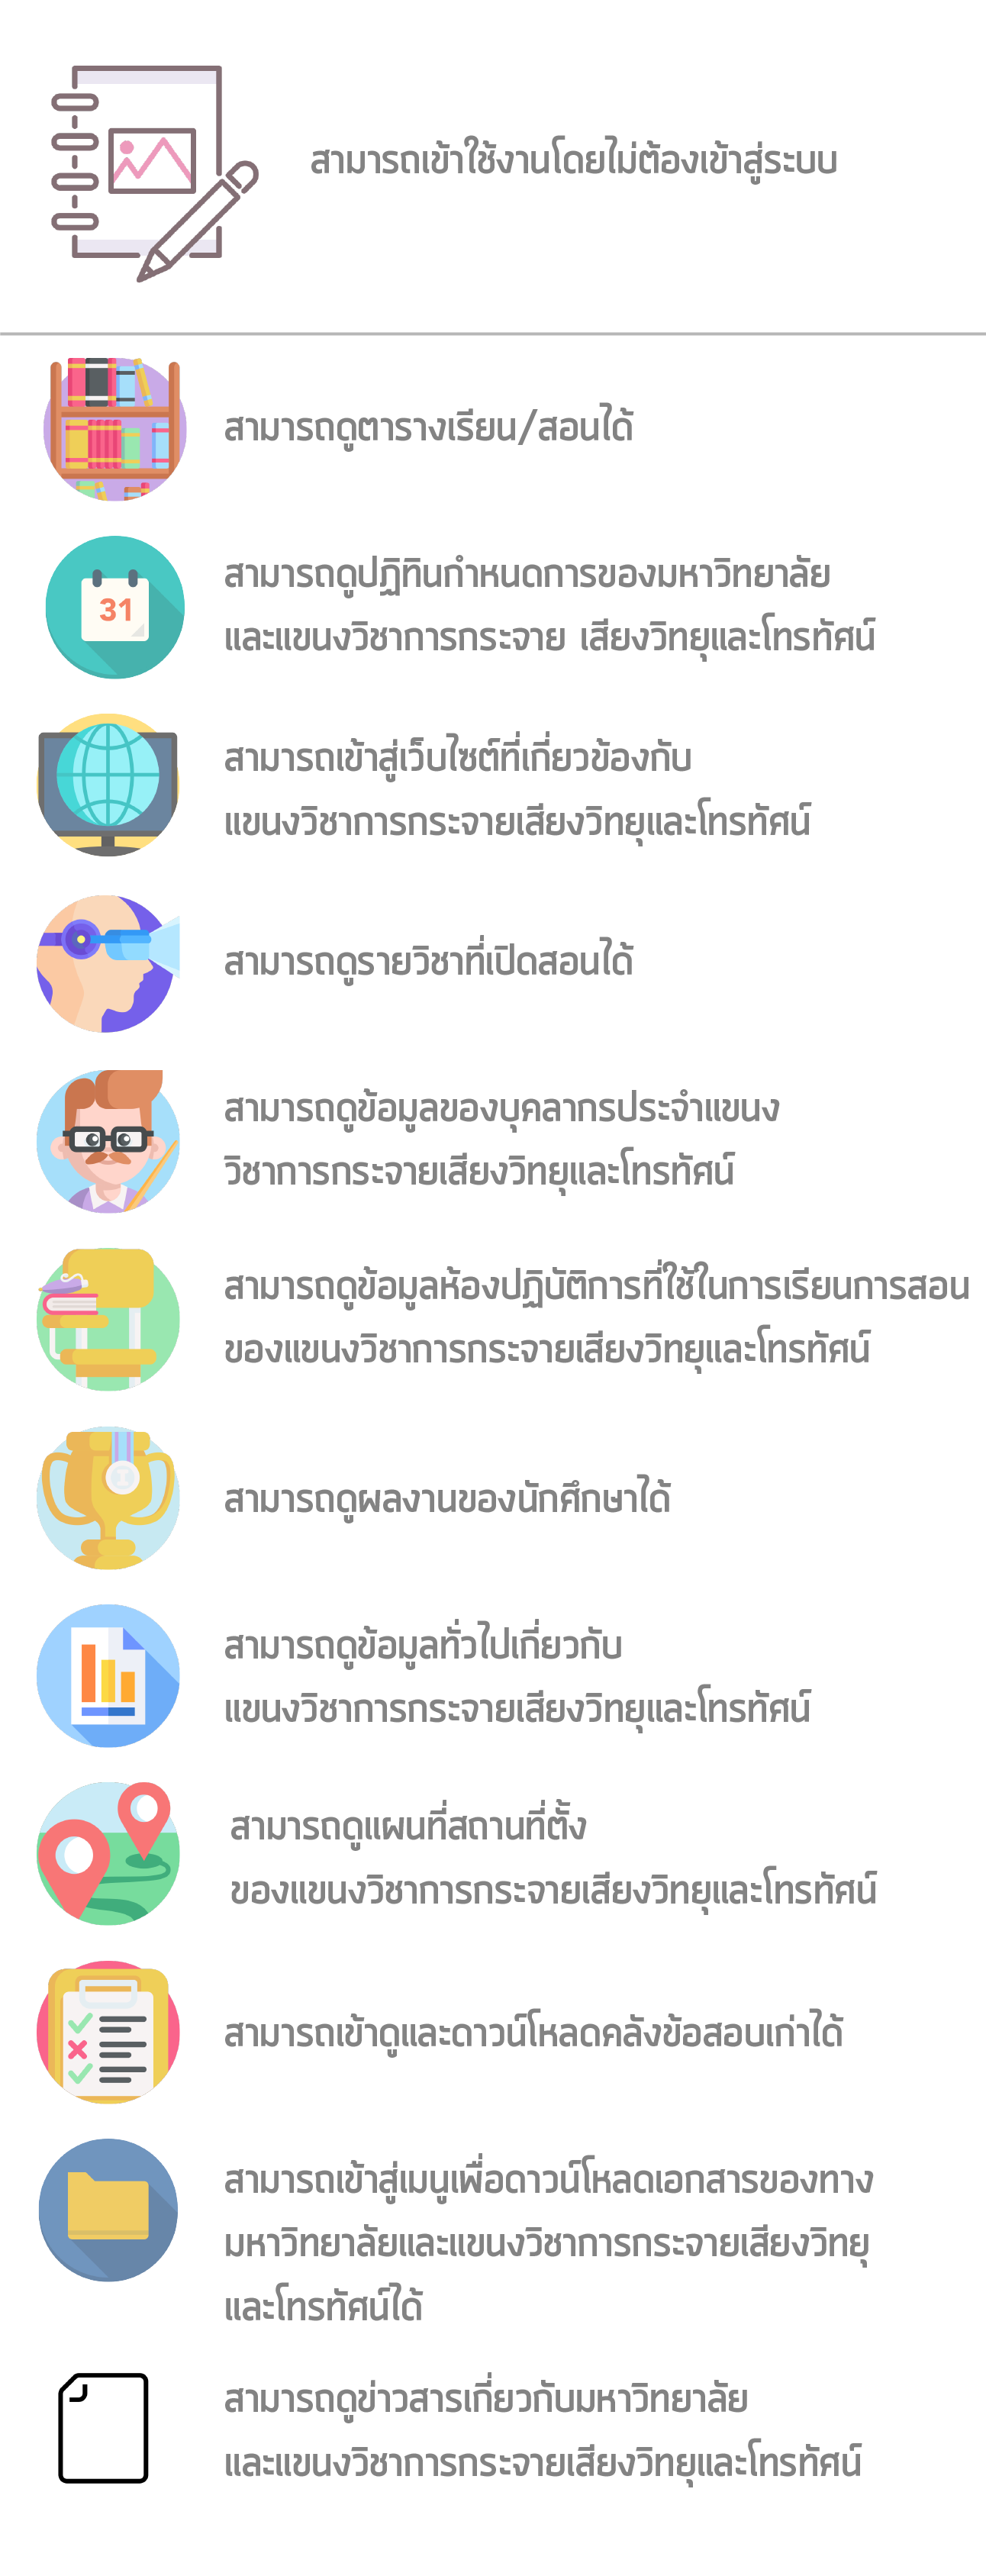 สามารถเข้าใช้งานโดยไม่ต้องเข้าสู่ระบบ
สามารถดูตารางเรียน/สอนได้
31
สามารถดูปฏิทินกำหนดการของมหาวิทยาลัย
และแขนงวิชาการกระจาย เสียงวิทยุและโทรทัศน์
สามารถเข้าสู่เว็บไซต์ที่เกี่ยวข้องกับ
แขนงวิชาการกระจายเสียงวิทยุและโทรทัศน์
สามารถดูรายวิชาที่เปิดสอนได้
สามารถดูข้อมูลของบุคลากรประจำแขนง
วิชาการกระจายเสียงวิทยุและโทรทัศน์
สามารถดูข้อมูลห้องปฏิบัติการที่ใช้ในการเรียนการสอน
ของแขนงวิชาการกระจายเสียงวิทยุและโทรทัศน์
สามารถดูผลงานของนักศึกษาได้
สามารถดูข้อมูลทั่วไปเกี่ยวกับ
แขนงวิชาการกระจายเสียงวิทยุและโทรทัศน์
สามารถดูแผนที่สถานที่ตั้ง
ของแขนงวิชาการกระจายเสียงวิทยุและโทรทัศน์
สามารถเข้าดูและดาวน์โหลดคลังข้อสอบเก่าได้
สามารถเข้าสู่เมนูเพื่อดาวน์โหลดเอกสารของทาง
มหาวิทยาลัยและแขนงวิชาการกระจายเสียงวิทยุ
และโทรทัศน์ได้
สามารถดูข่าวสารเกี่ยวกับมหาวิทยาลัย
และแขนงวิชาการกระจายเสียงวิทยุและโทรทัศน์